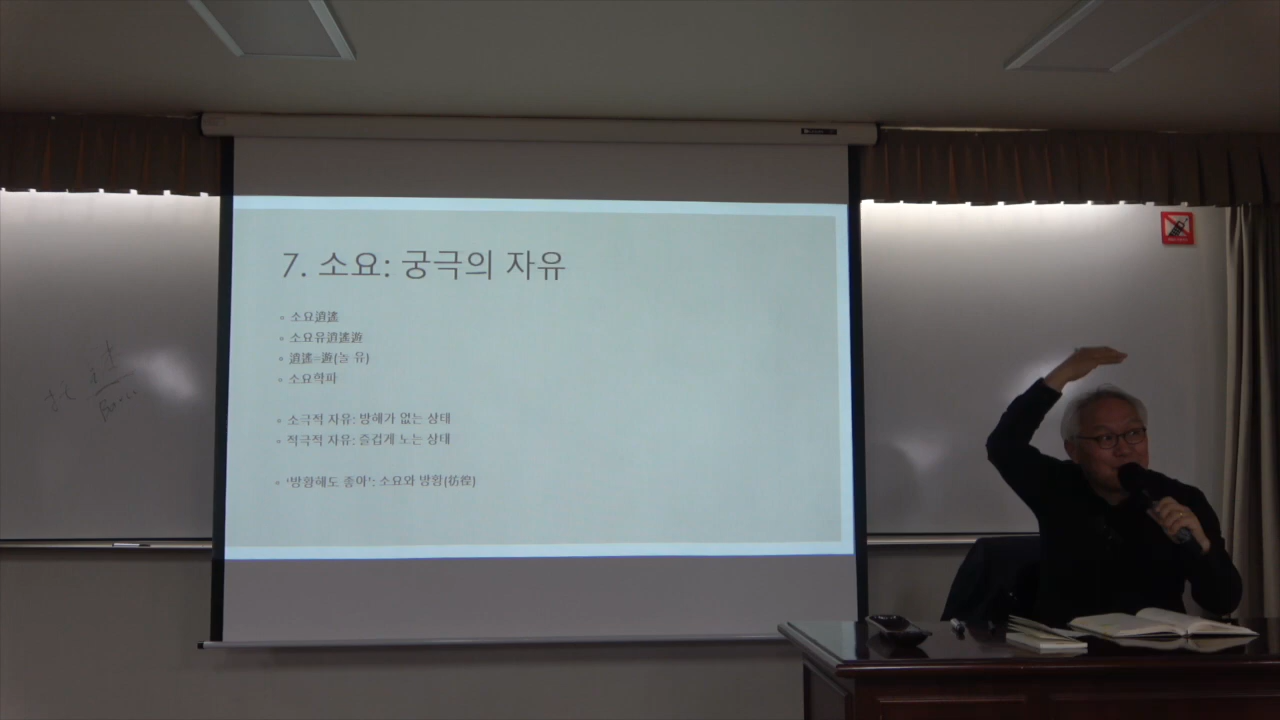 7. 소요: 궁극의 자유
◦ 소요逍遙
◦ 소요유逍遙遊
◦ 逍遙=遊(놀 유)
◦ 소요학파
◦ 소극적 자유: 방해가 없는 상태
◦ 적극적 자유: 즐겁게 노는 상태
◦ '방황해도 좋아': 소요와 방황(彷徨)